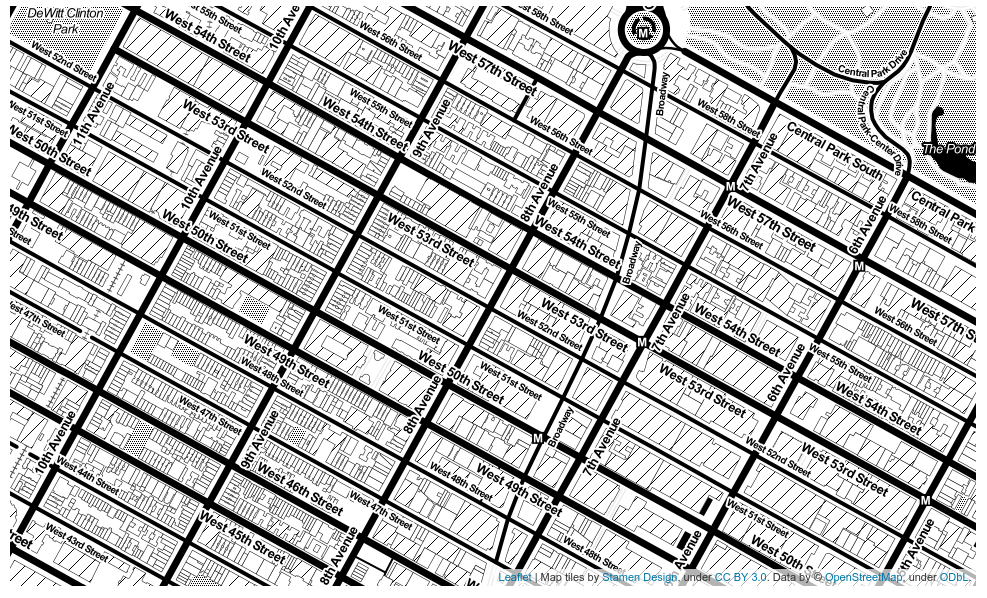 DeWitt Clinton
Park
West 55th Street
West 54th Street
10th Ave
West 56th Street
West 57th Street
West 58th Street
M
Central Park Drive
West 52nd Street
11th Avenue
West 53rd Street
West 55th Street
West 54th Street
9th Avenue
West 56th Street
Broadway
West 58th Street
7th Avenue
Central Park South
Central Park-Center Drive
The Pond
West 51st Street
West 50th Street
10th Avenue
West 52nd Street
8th Avenue
M
West 57th Street
West 56th Street
6th Avenue
West 58th Street
Central Park
49th Street
Street
West 50th Street
West 51st Street
West 53rd Street
West 55th Street
West 54th Street
Broadway
M
West 57th S
West 56th Street
West 47th Street
West 49th Street
West 48th Street
West 51st Street
West 50th Street
West 53rd Street
West 52nd Street
M
7th Avenue
West 54th Street
West 55th Street
6th Avenue
West 54th Street
West 53rd Street
10th Avenue
West 47th Street
9th Avenue
8th Avenue
West 51st Street
M
Broadway
7th Avenue
West 52nd Street
West 53rd Street
M
West 44th Street
West 43rd Street
reet
West 46th Street
West 45th Street
West 47th Street
8th Avenue
West 48th Street
West 49th Street
West 48th Street
Avenue
West 51st Street
West 50th S
h Avenue
Leaflet | Map tiles by Stamen Design, under CC BY 3.0. Data by © OpenStreetMap, under ODbL.